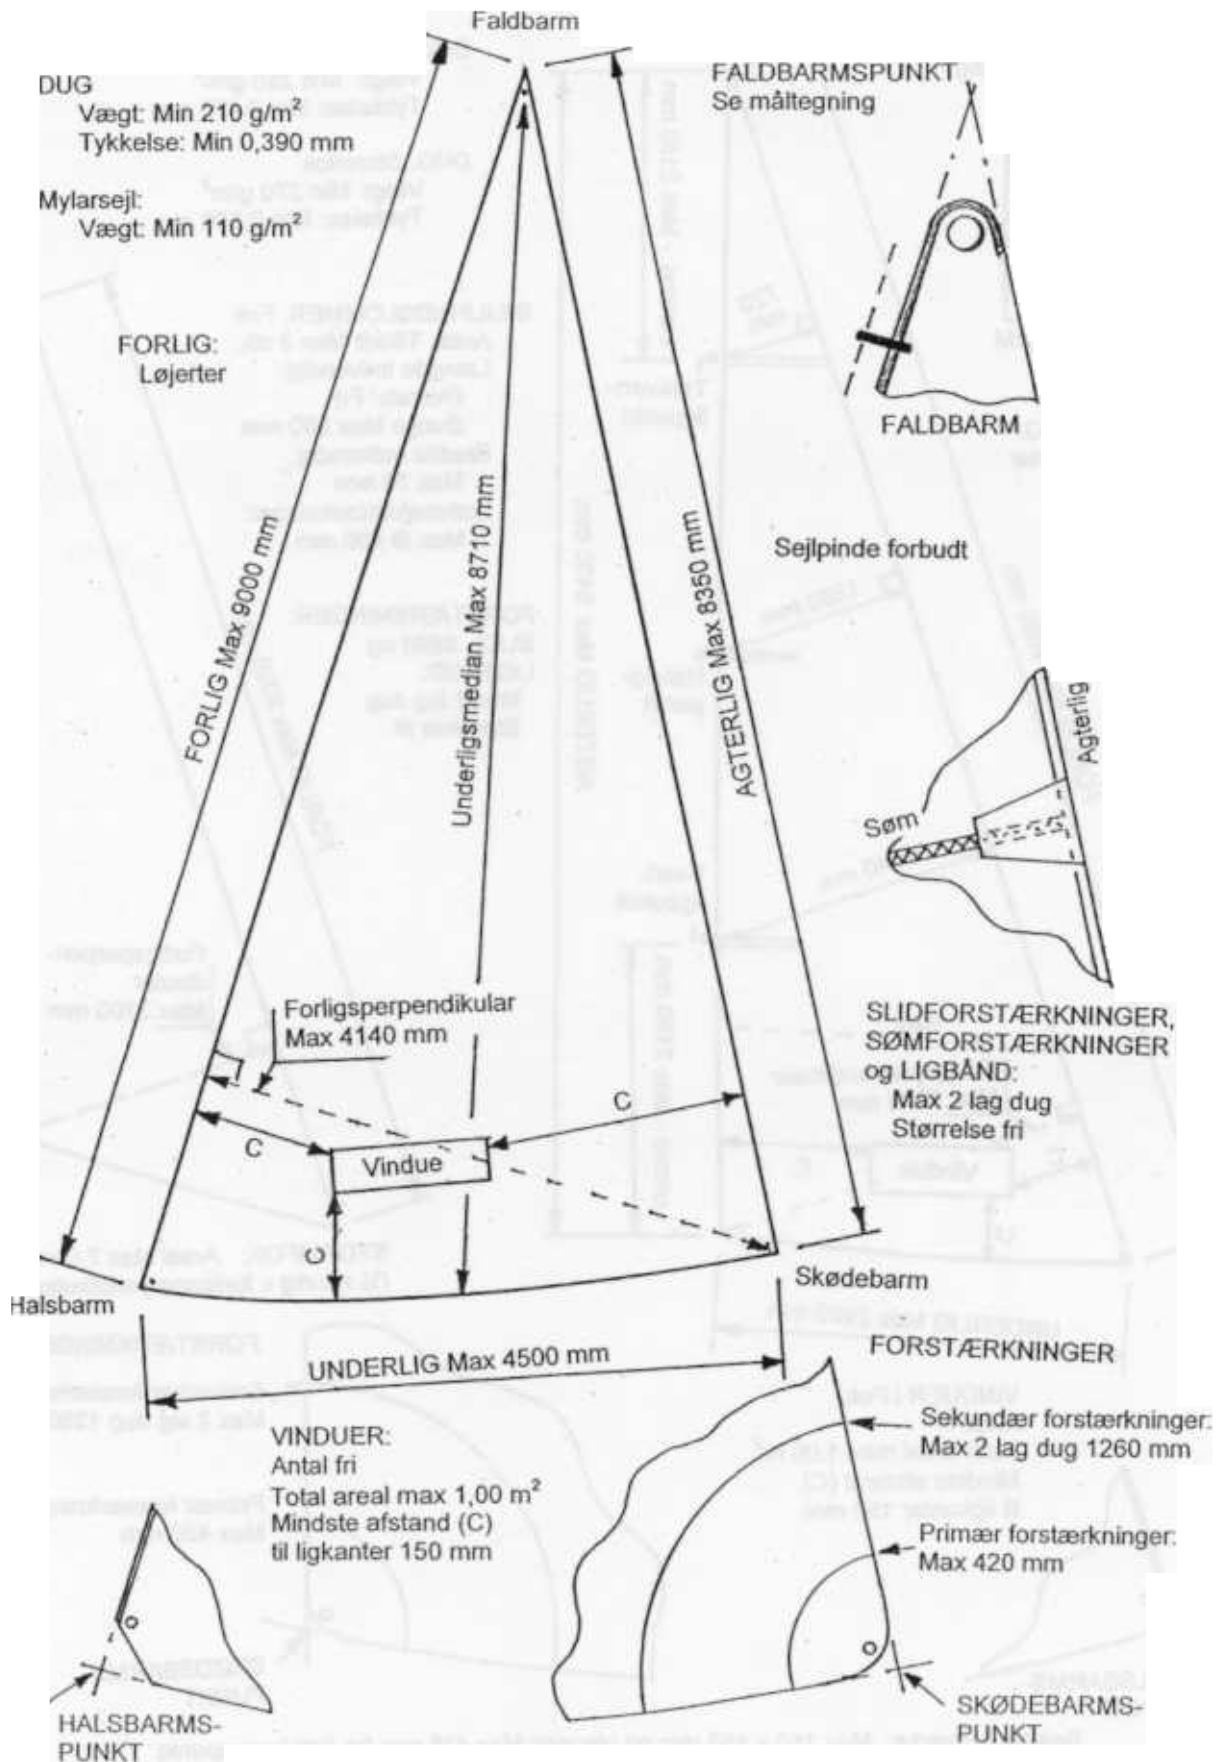 Faldbarm
DUG
Vægt: Min 210 g/m²
Tykkelse: Min 0,390 mm
Mylarsejl:
Vægt: Min 110 g/m²
FORLIG:
Løjerter
FALDBARMSPUNKT
Se måltegning
FALDBARM
Sejlpinde forbudt
FORLIG Max 9000 mm
Underligsmedian Max 8710 mm
AGTERLIG Max 8350 mm
Agterlig
Søm
Forligsperpendikular
Max 4140 mm
SLIDFORSTÆRKNINGER,
SØMFORSTÆRKNINGER
og LIGBÅND:
Max 2 lag dug
Størrelse fri
C
C
Vindue
C
Halsbarm
Skødebarm
UNDERLIG Max 4500 mm
FORSTÆRKNINGER
Sekundær forstærkninger:
Max 2 lag dug 1260 mm
Primær forstærkninger:
Max 420 mm
VINDUER:
Antal fri
Total areal max 1,00 m²
Mindste afstand (C)
til ligkanter 150 mm
HALSBARMS-
PUNKT
SKØDEBARMS-
PUNKT